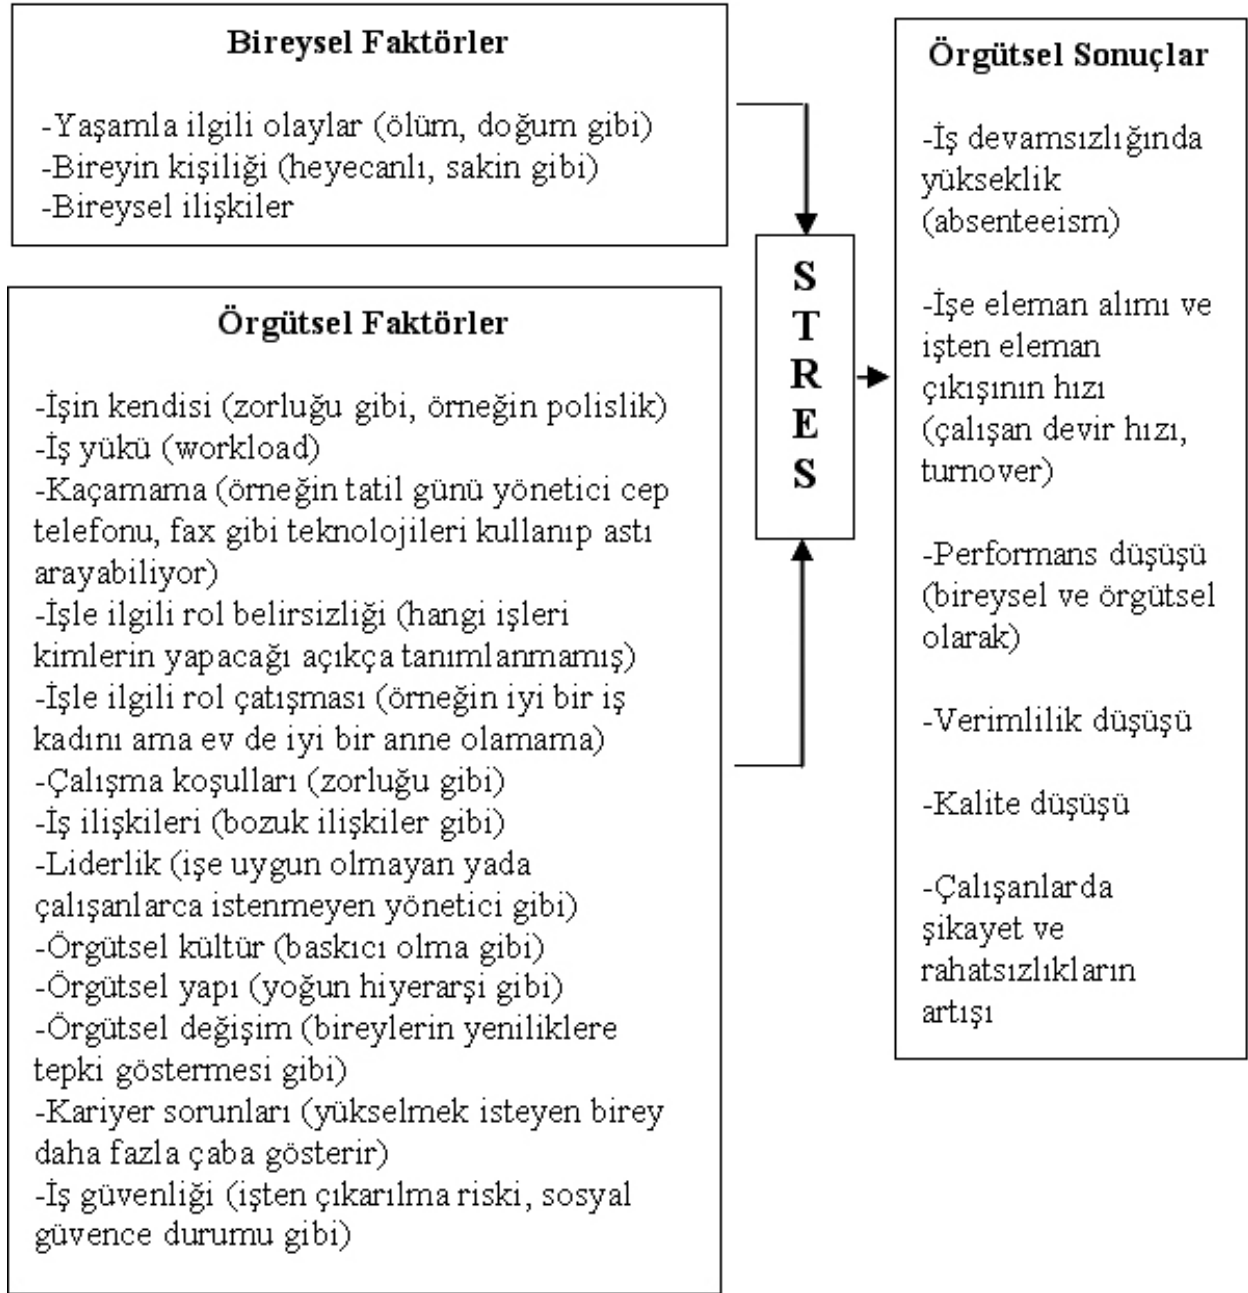 Bireysel Faktörler
-Yaşamla ilgili olaylar (ölüm, doğum gibi)
-Bireyin kişiliği (heyecanlı, sakin gibi)
-Bireysel ilişkiler
Örgütsel Faktörler
-İşin kendisi (zorluğu gibi, örneğin polislik)
-İş yükü (workload)
-Kaçamama (örneğin tatil günü yönetici cep
telefonu, fax gibi teknolojileri kullanıp astı
arayabiliyor)
-İşle ilgili rol belirsizliği (hangi işleri
kimlerin yapacağı açıkça tanımlanmamış)
-İşle ilgili rol çatışması (örneğin iyi bir iş
kadını ama ev de iyi bir anne olamama)
-Çalışma koşulları (zorluğu gibi)
-İş ilişkileri (bozuk ilişkiler gibi)
-Liderlik (işe uygun olmayan yada
çalışanlarca istenmeyen yönetici gibi)
-Örgütsel kültür (baskıcı olma gibi)
-Örgütsel yapı (yoğun hiyerarşi gibi)
-Örgütsel değişim (bireylerin yeniliklere
tepki göstermesi gibi)
-Kariyer sorunları (yükselmek isteyen birey
daha fazla çaba gösterir)
-İş güvenliği (işten çıkarılma riski, sosyal
güvence durumu gibi)
S
T
R
E
S
Örgütsel Sonuçlar
-İş devamsızlığında
yükseklik
(absenteeism)
-İşe eleman alımı ve
işten eleman
çıkışının hızı
(çalışan devir hızı,
turnover)
-Performans düşüşü
(bireysel ve örgütsel
olarak)
-Verimlilik düşüşü
-Kalite düşüşü
-Çalışanlarda
şikayet ve
rahatsızlıkların
artışı